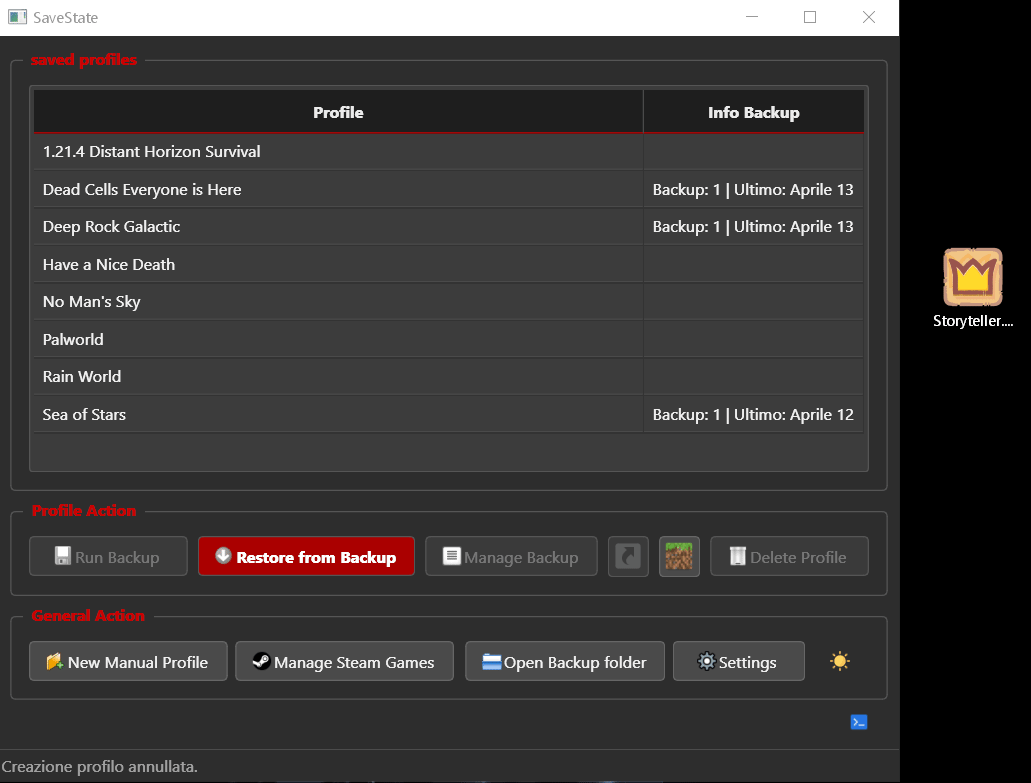 SaveState
saved profiles
Profile Info Backup
1.21.4 Distant Horizon Survival
Dead Cells Everyone is Here Backup: 1 | Ultimo: Aprile 13
Deep Rock Galactic Backup: 1 | Ultimo: Aprile 13
Have a Nice Death
No Man's Sky
Palworld
Rain World
Sea of Stars Backup: 1 | Ultimo: Aprile 12
Storyteller....
Profile Action
Run Backup Restore from Backup Manage Backup Delete Profile
General Action
New Manual Profile Manage Steam Games Open Backup folder Settings
Creazione profilo annullata.